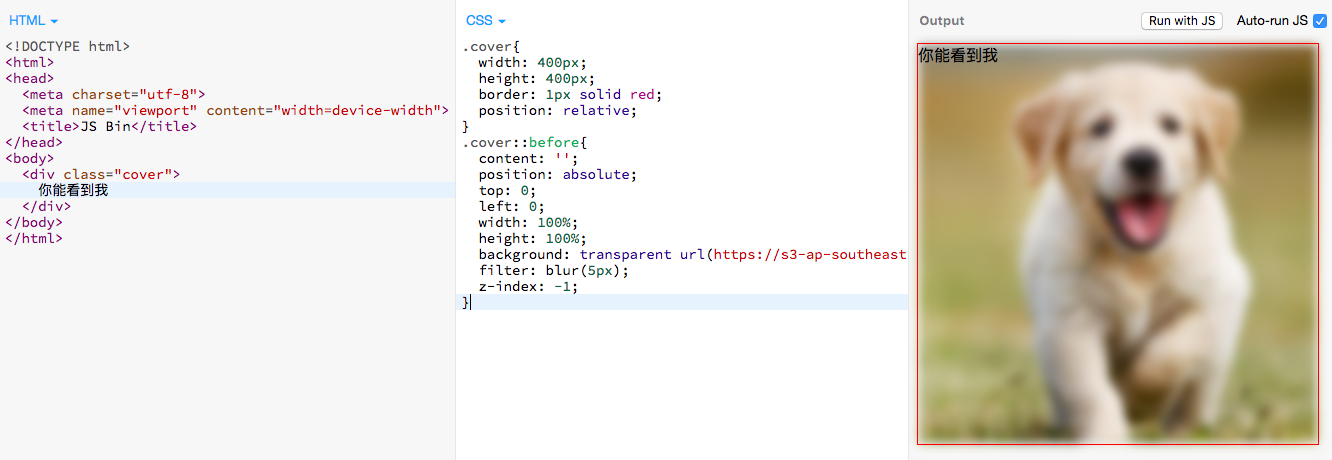 HTML
<!DOCTYPE html>
<html>
<head>
  <meta charset="utf-8">
  <meta name="viewport" content="width=device-width">
  <title>JS Bin</title>
</head>
<body>
  <div class="cover">
    你能看到我
  </div>
</body>
</html>
CSS
.cover{
  width: 400px;
  height: 400px;
  border: 1px solid red;
  position: relative;
}
.cover::before{
  content: '';
  position: absolute;
  top: 0;
  left: 0;
  width: 100%;
  height: 100%;
  background: transparent url(https://s3-ap-southeast
  filter: blur(5px);
  z-index: -1;
}
Output Run with JS Auto-run JS
你能看到我